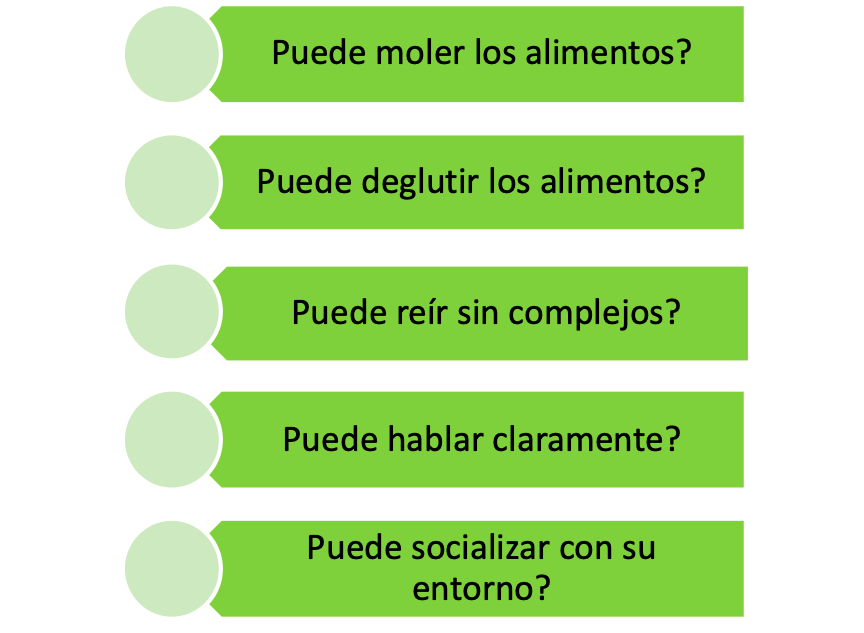 Puede moler los alimentos?
Puede deglutir los alimentos?
Puede reír sin complejos?
Puede hablar claramente?
Puede socializar con su
entorno?